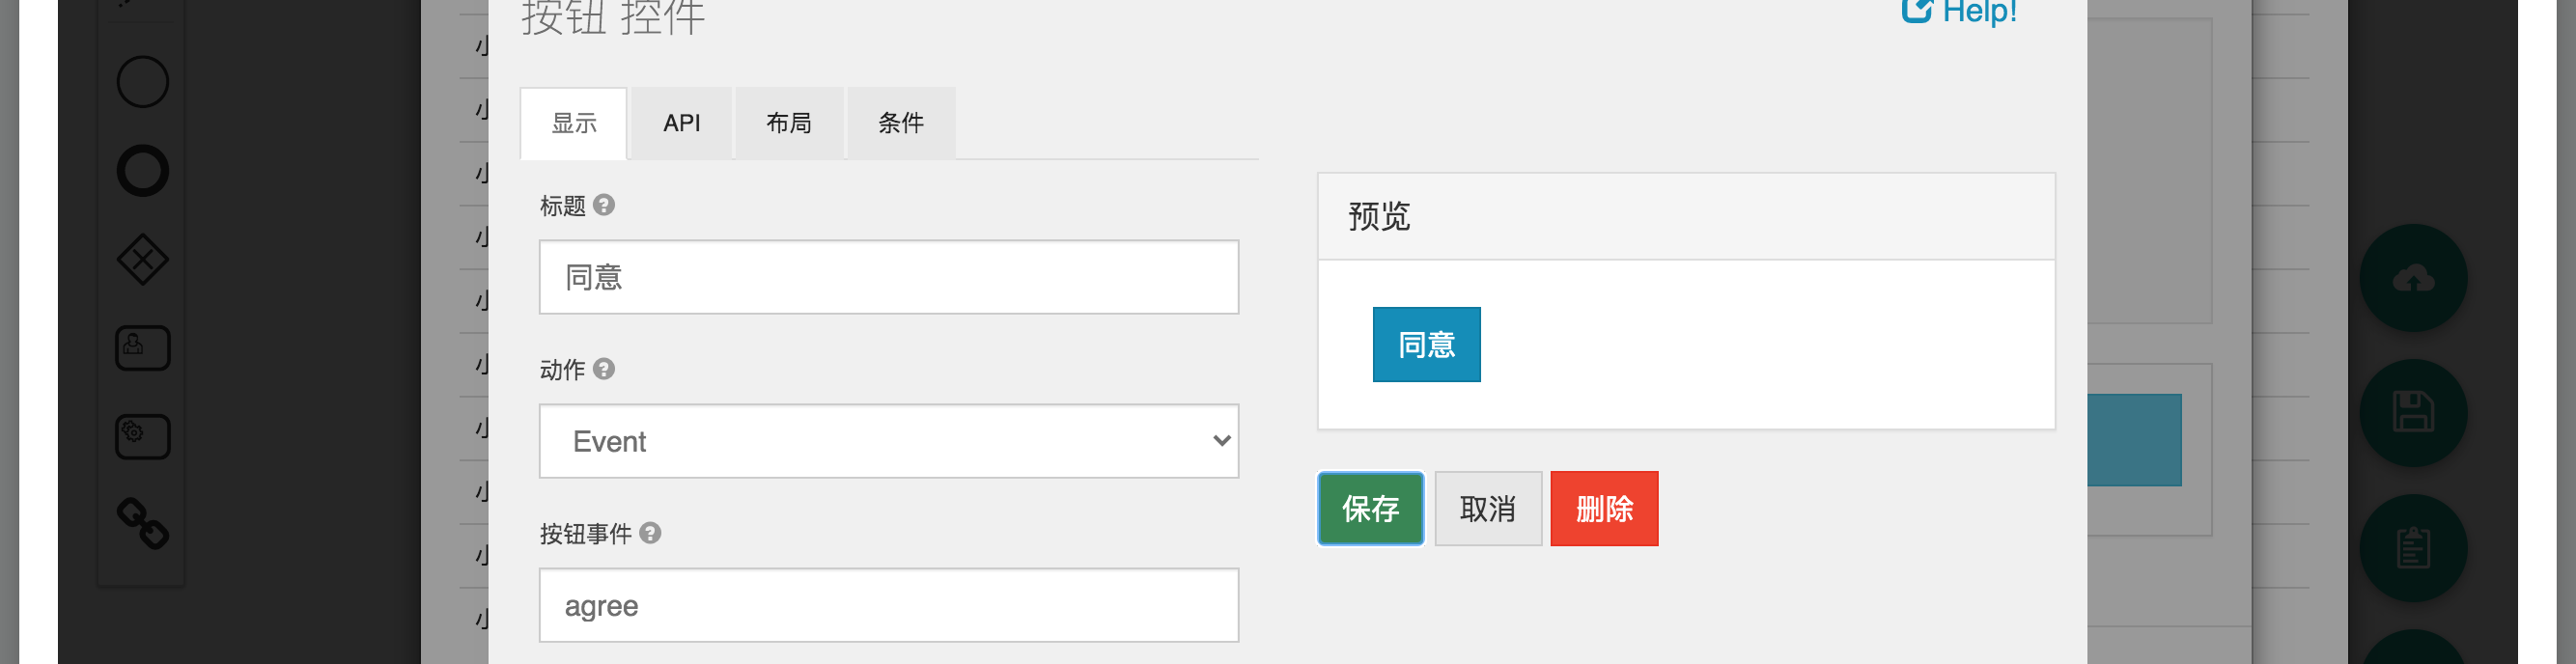 按钮 控件
Help!
显示 API 布局 条件
标题
同意
动作
Event
按钮事件
agree
预览
同意
保存 取消 删除